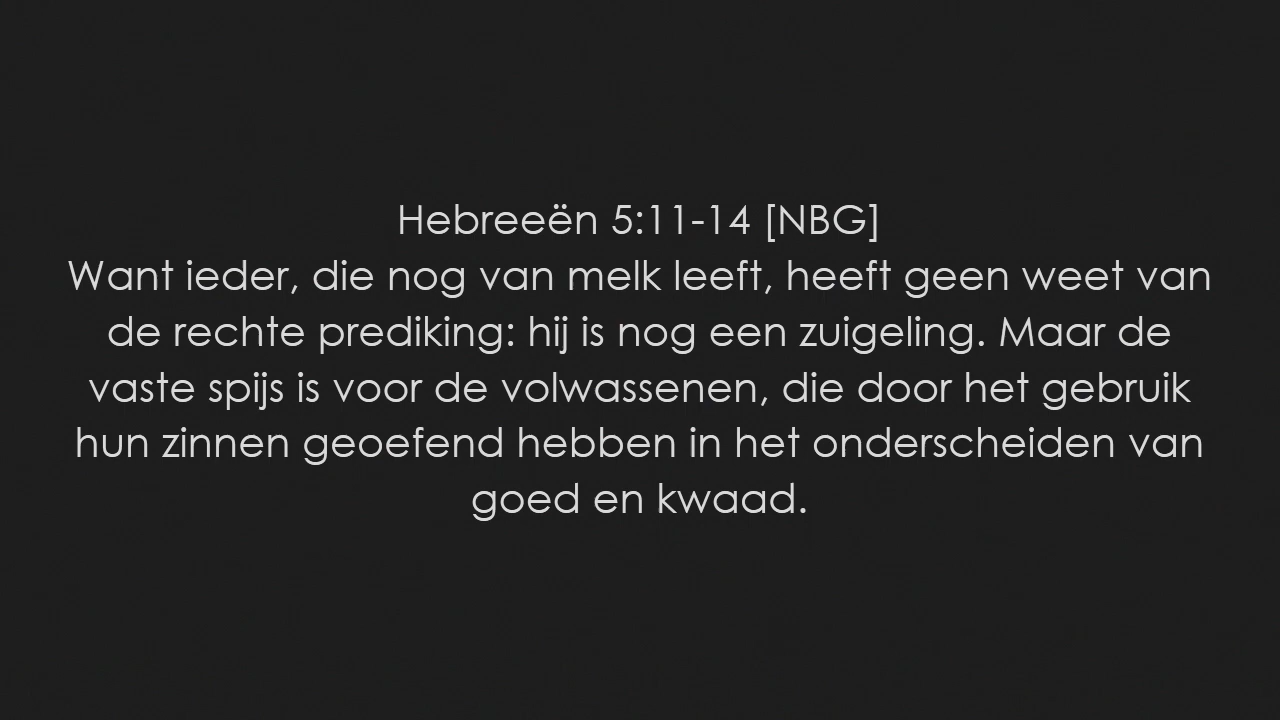 Hebreeën 5:11-14 [NBG]
Want ieder, die nog van melk leeft, heeft geen weet van
de rechte prediking: hij is nog een zuigeling. Maar de
vaste spijs is voor de volwassenen, die door het gebruik
hun zinnen geoefend hebben in het onderscheiden van
goed en kwaad.